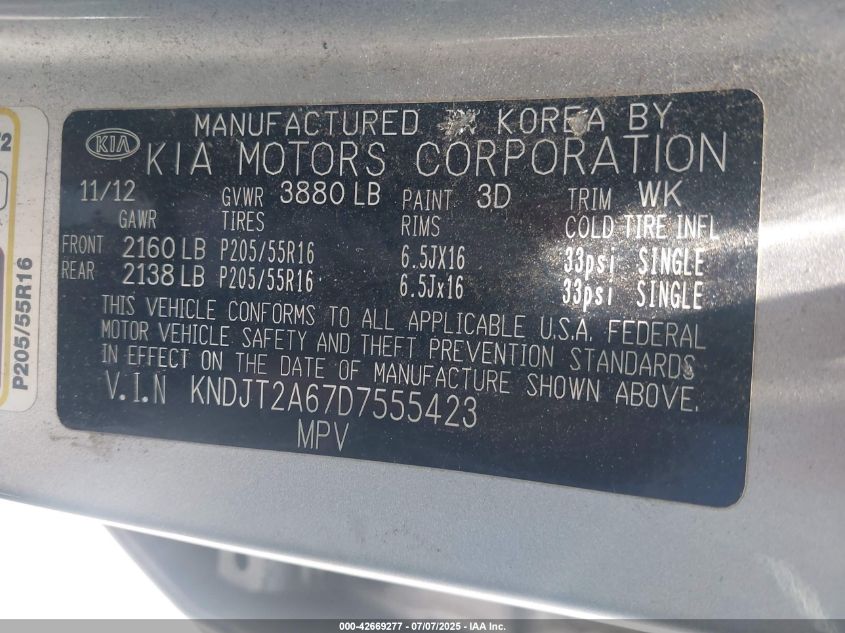 MANUFACTURED IN KOREA BY
KIA KIA MOTORS CORPORATION
11/12 GVWR 3880 LB PAINT 3D TRIM WK
GAWR TIRES RIMS COLD TIRE INFL
FRONT 2160 LB P205/55R16 6.5JX16 33psi SINGLE
REAR 2138 LB P205/55R16 6.5Jx16 33psi SINGLE
THIS VEHICLE CONFORMS TO ALL APPLICABLE U.S.A. FEDERAL
MOTOR VEHICLE SAFETY AND THEFT PREVENTION STANDARDS
IN EFFECT ON THE DATE OF MANUFACTURE SHOWN ABOVE.
V.I.N KNDJT2A67D7555423
MPV
P205/55R16
000-42669277 - 07/07/2025 - WWW.IAAI.COM